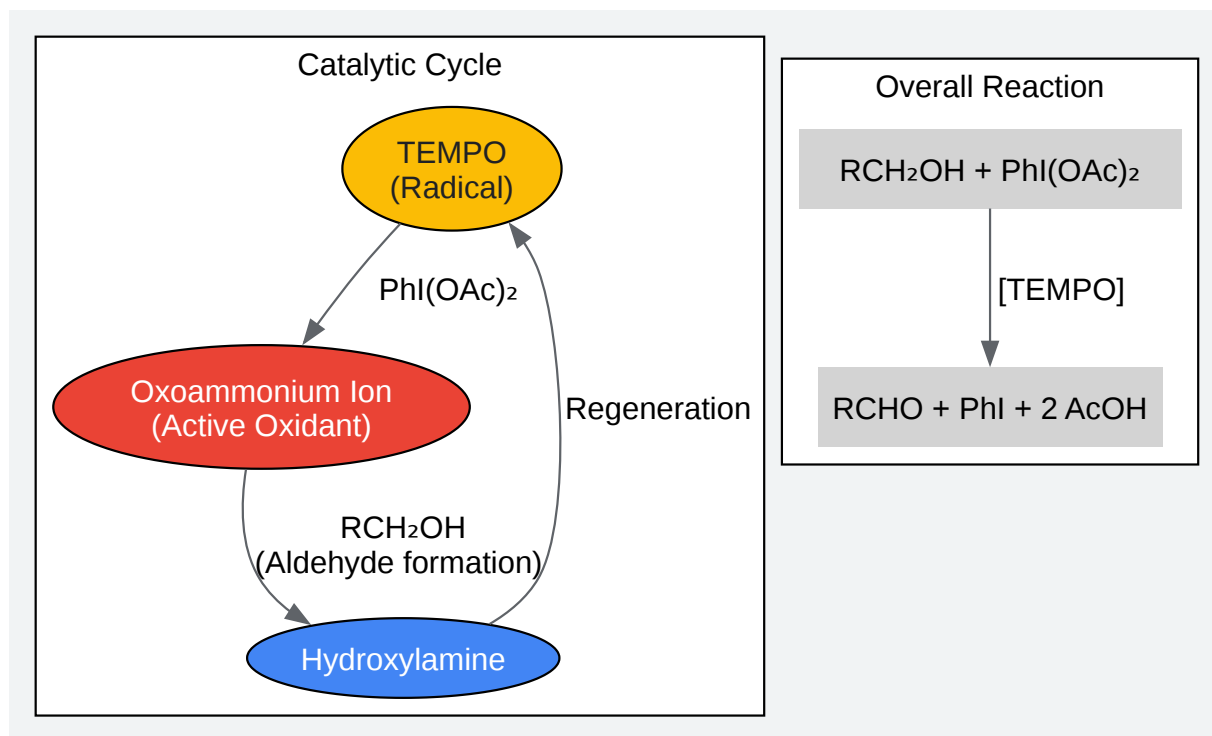 Catalytic Cycle
TEMPO
(Radical)
PhI(OAc)₂
Oxoammonium Ion
(Active Oxidant)
Regeneration
RCH₂OH
(Aldehyde formation)
Hydroxylamine
Overall Reaction
RCH₂OH + PhI(OAc)₂
[TEMPO]
RCHO + PhI + 2 AcOH